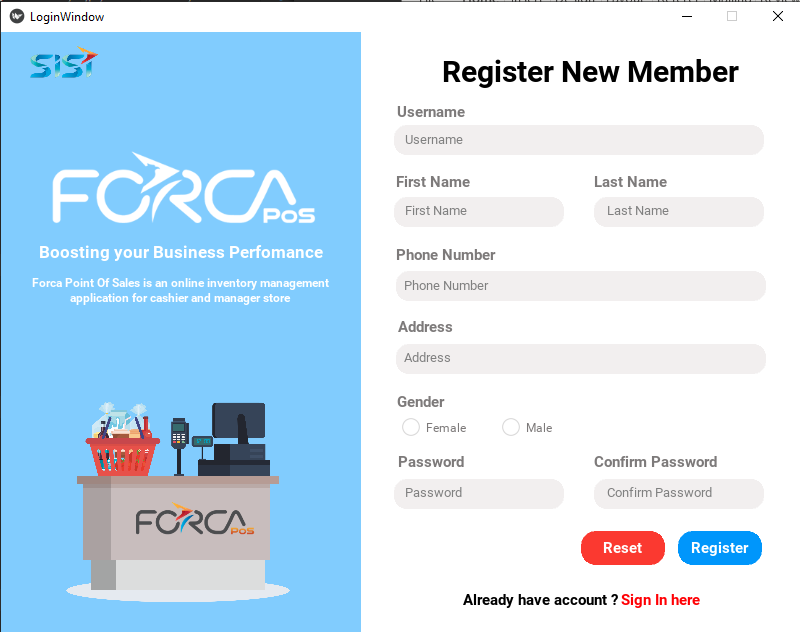 LoginWindow
SISI
FORCA
POS
Boosting your Business Perfomance
Forca Point Of Sales is an online inventory management
application for cashier and manager store
FORCA
POS
Register New Member
Username
Username
First Name Last Name
First Name Last Name
Phone Number
Phone Number
Address
Address
Gender
Female Male
Password Confirm Password
Password Confirm Password
Reset Register
Already have account ? Sign In here